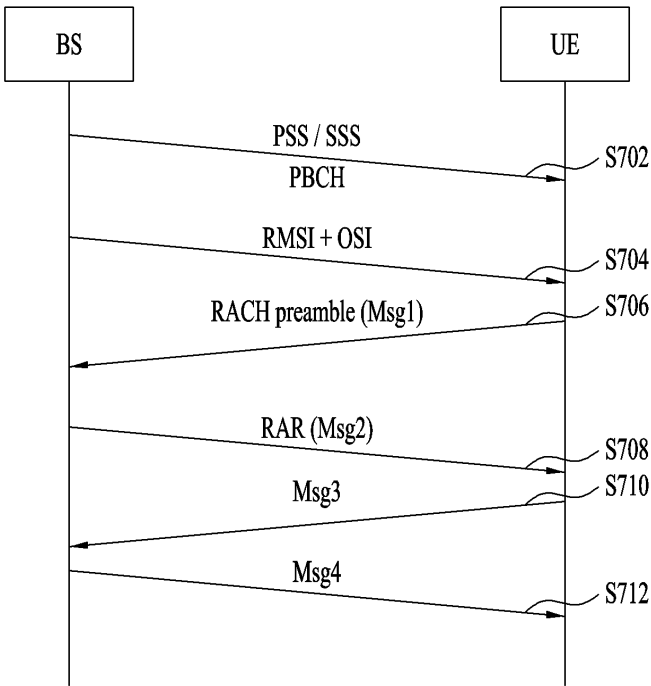 BS
UE
PSS / SSS
S702
PBCH
RMSI + OSI
S704
RACH preamble (Msg1)
S706
RAR (Msg2)
S708
Msg3
S710
Msg4
S712